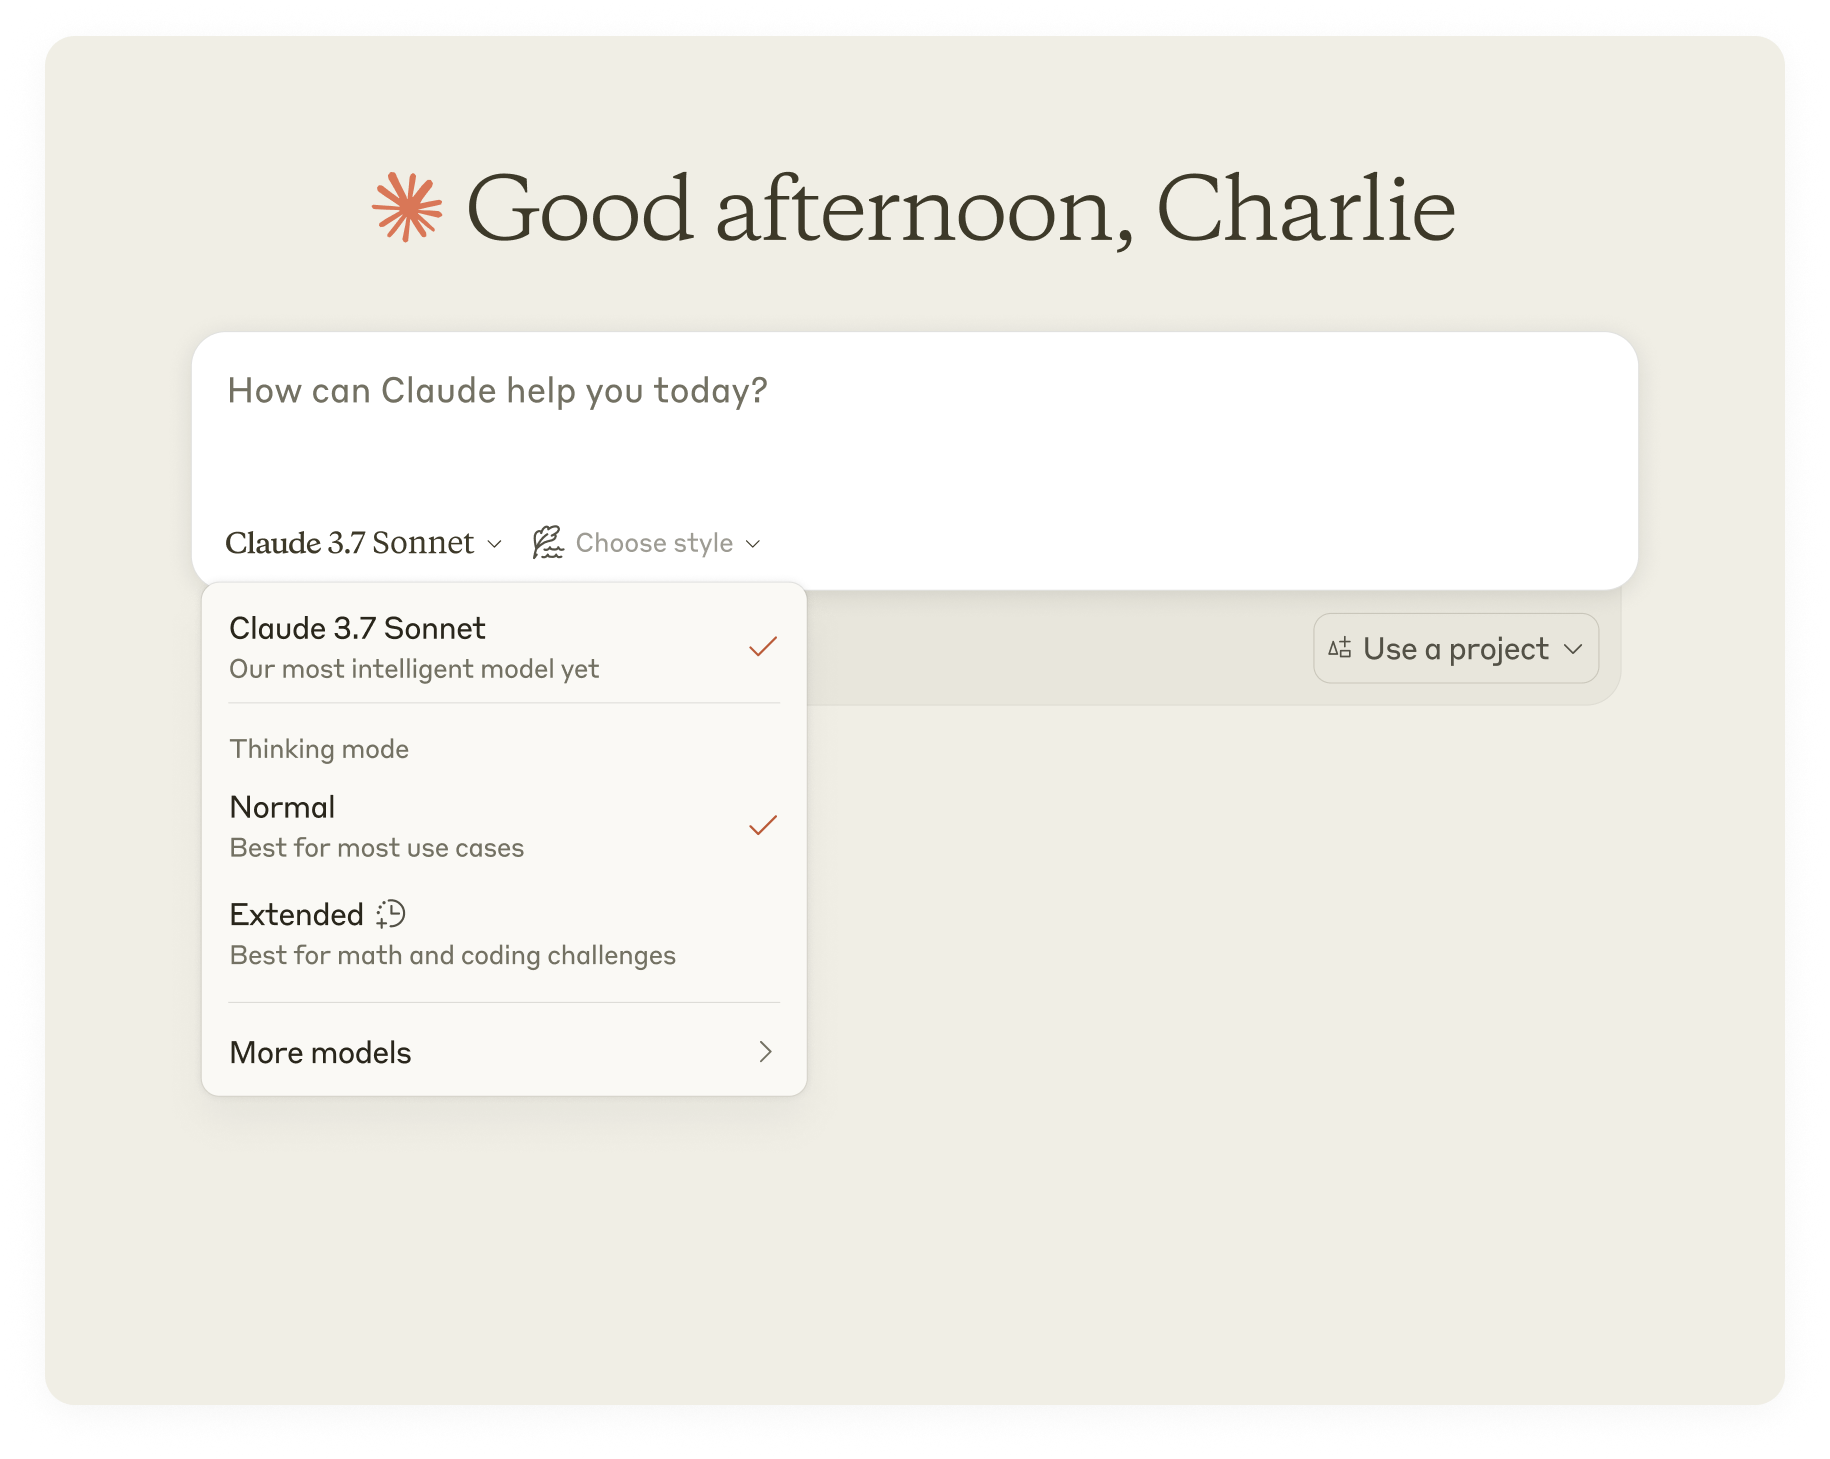 Good afternoon, Charlie
How can Claude help you today?
Claude 3.7 Sonnet Choose style
Claude 3.7 Sonnet
Our most intelligent model yet
Use a project
Thinking mode
Normal
Best for most use cases
Extended
Best for math and coding challenges
More models